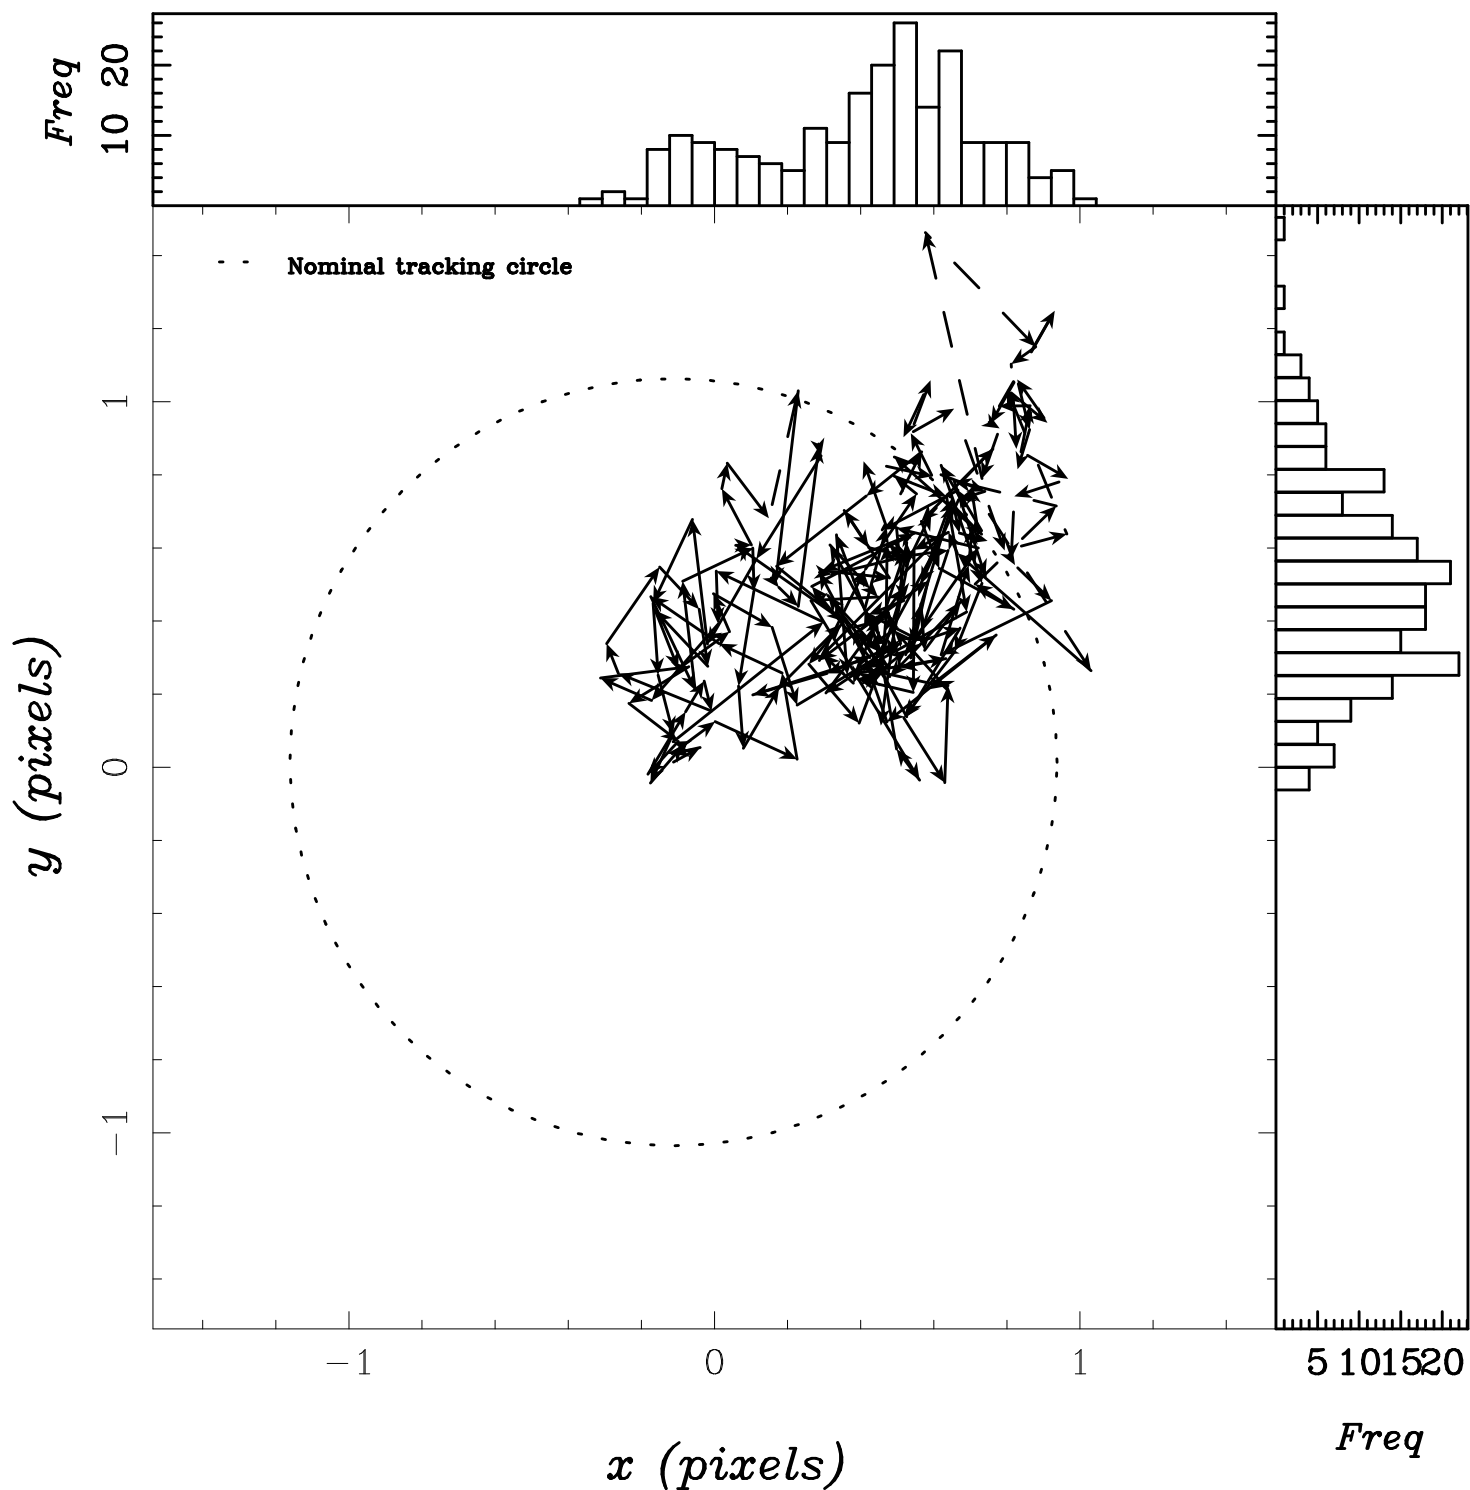 Freq
10 20
Nominal tracking circle
y (pixels)
1
0
−1
−1 0 1
5 10 15 20
x (pixels)
Freq